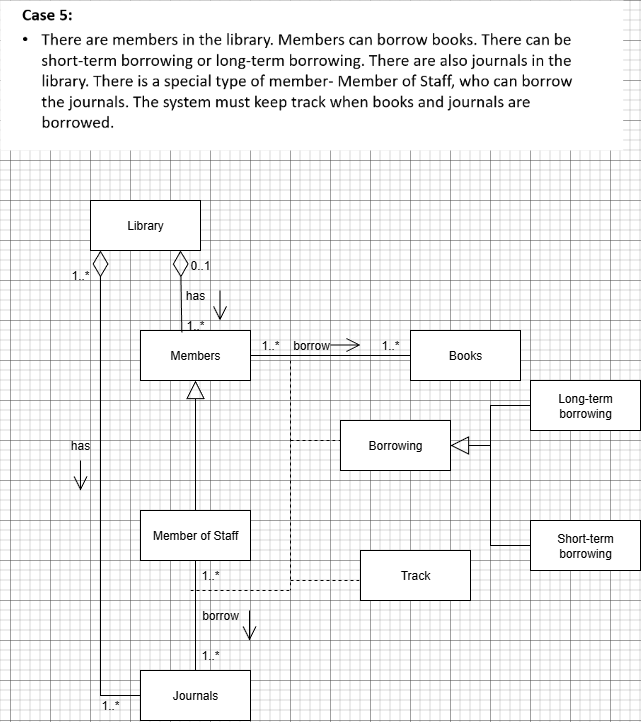 Case 5:
• There are members in the library. Members can borrow books. There can be
short-term borrowing or long-term borrowing. There are also journals in the
library. There is a special type of member- Member of Staff, who can borrow
the journals. The system must keep track when books and journals are
borrowed.
Library
1..*
0..1
has
1..*
Members
1..* borrow 1..*
Books
Long-term
borrowing
has
Borrowing
Member of Staff
Short-term
borrowing
1..*
Track
borrow
1..*
Journals
1..*